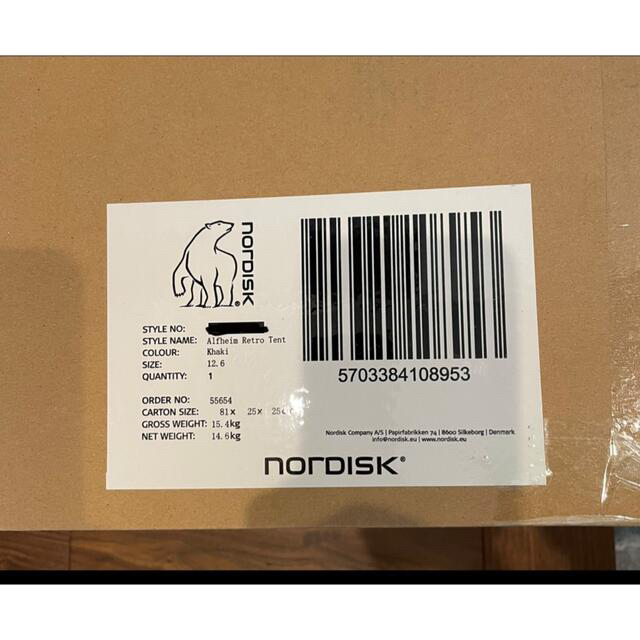 nordisk®
STYLE NO:
STYLE NAME: Alfheim Retro Tent
COLOUR: Khaki
SIZE: 12.6
QUANTITY: 1
ORDER NO: 55654
CARTON SIZE: 81x 25x 25
GROSS WEIGHT: 15.4kg
NET WEIGHT: 14.6kg
5703384108953
Nordisk Company A/S | Papirfabrikken 74 | 8600 Silkeborg | Denmark
info@nordisk.eu | www.nordisk.eu
nordisk®